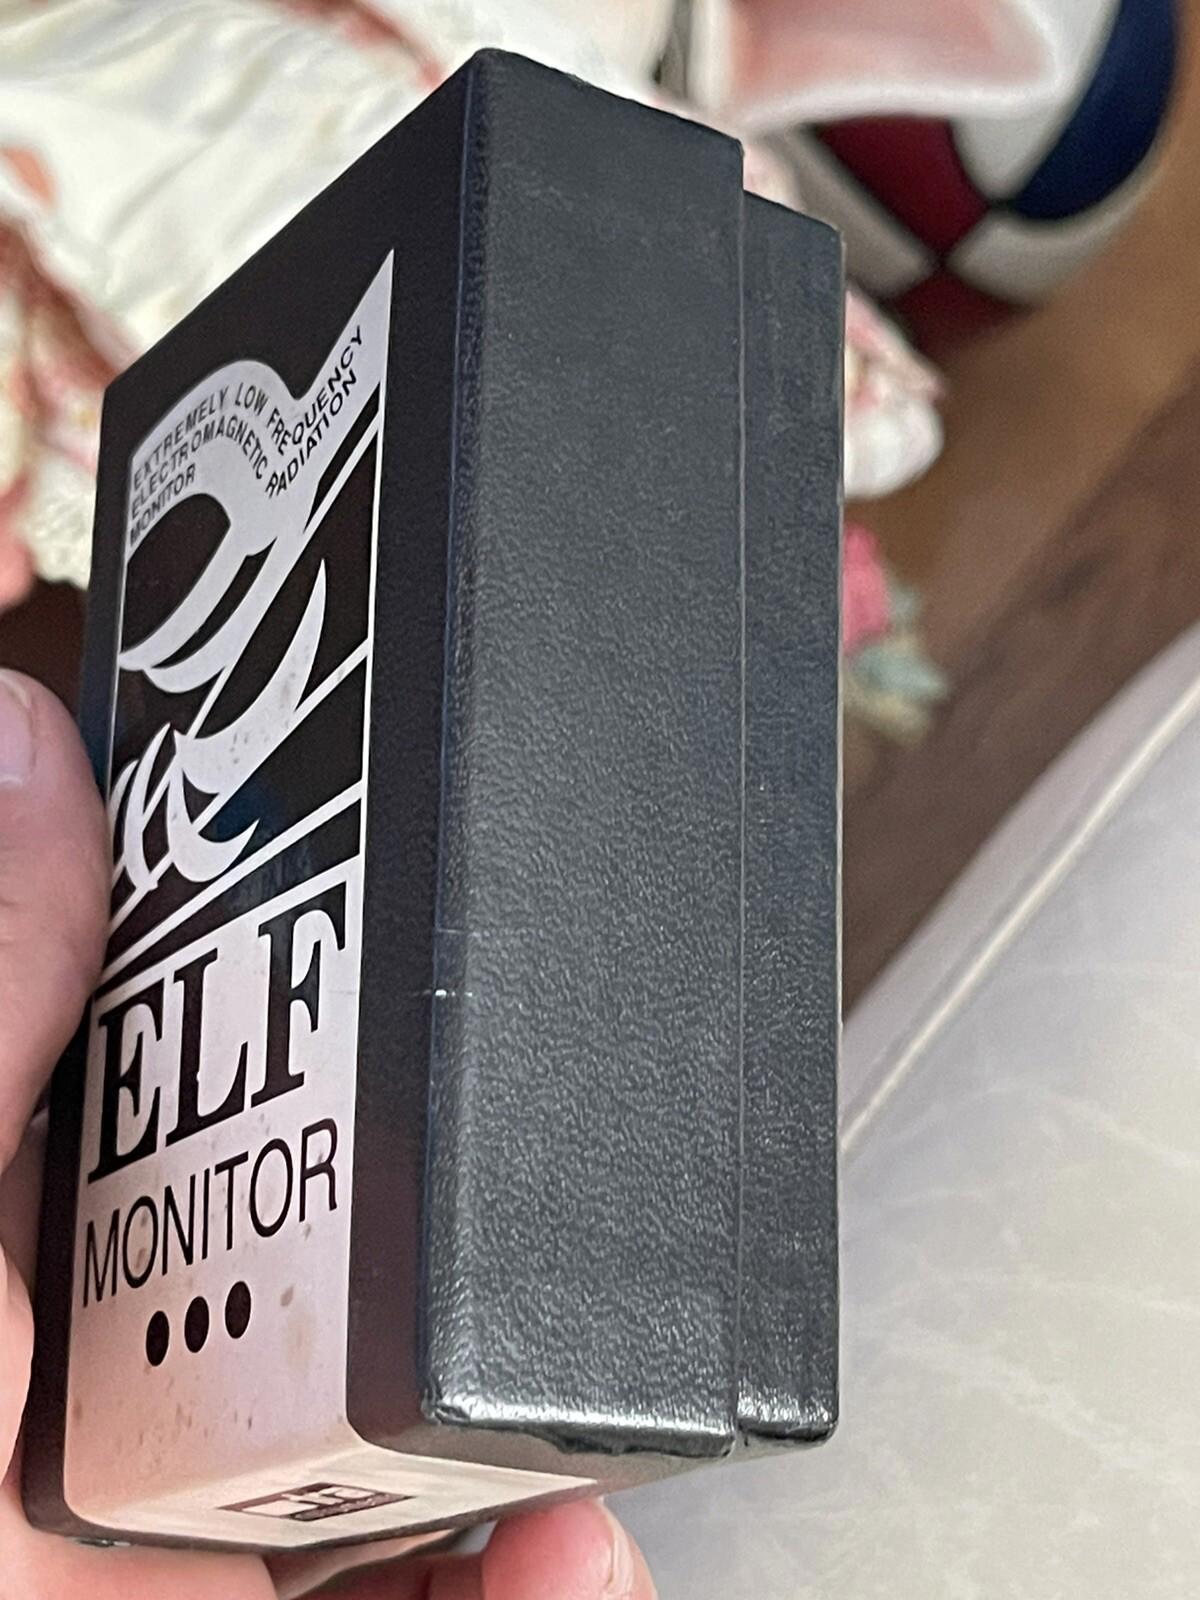 EXTREMELY LOW FREQUENCY
ELECTROMAGNETIC RADIATION
MONITOR
ELF
MONITOR